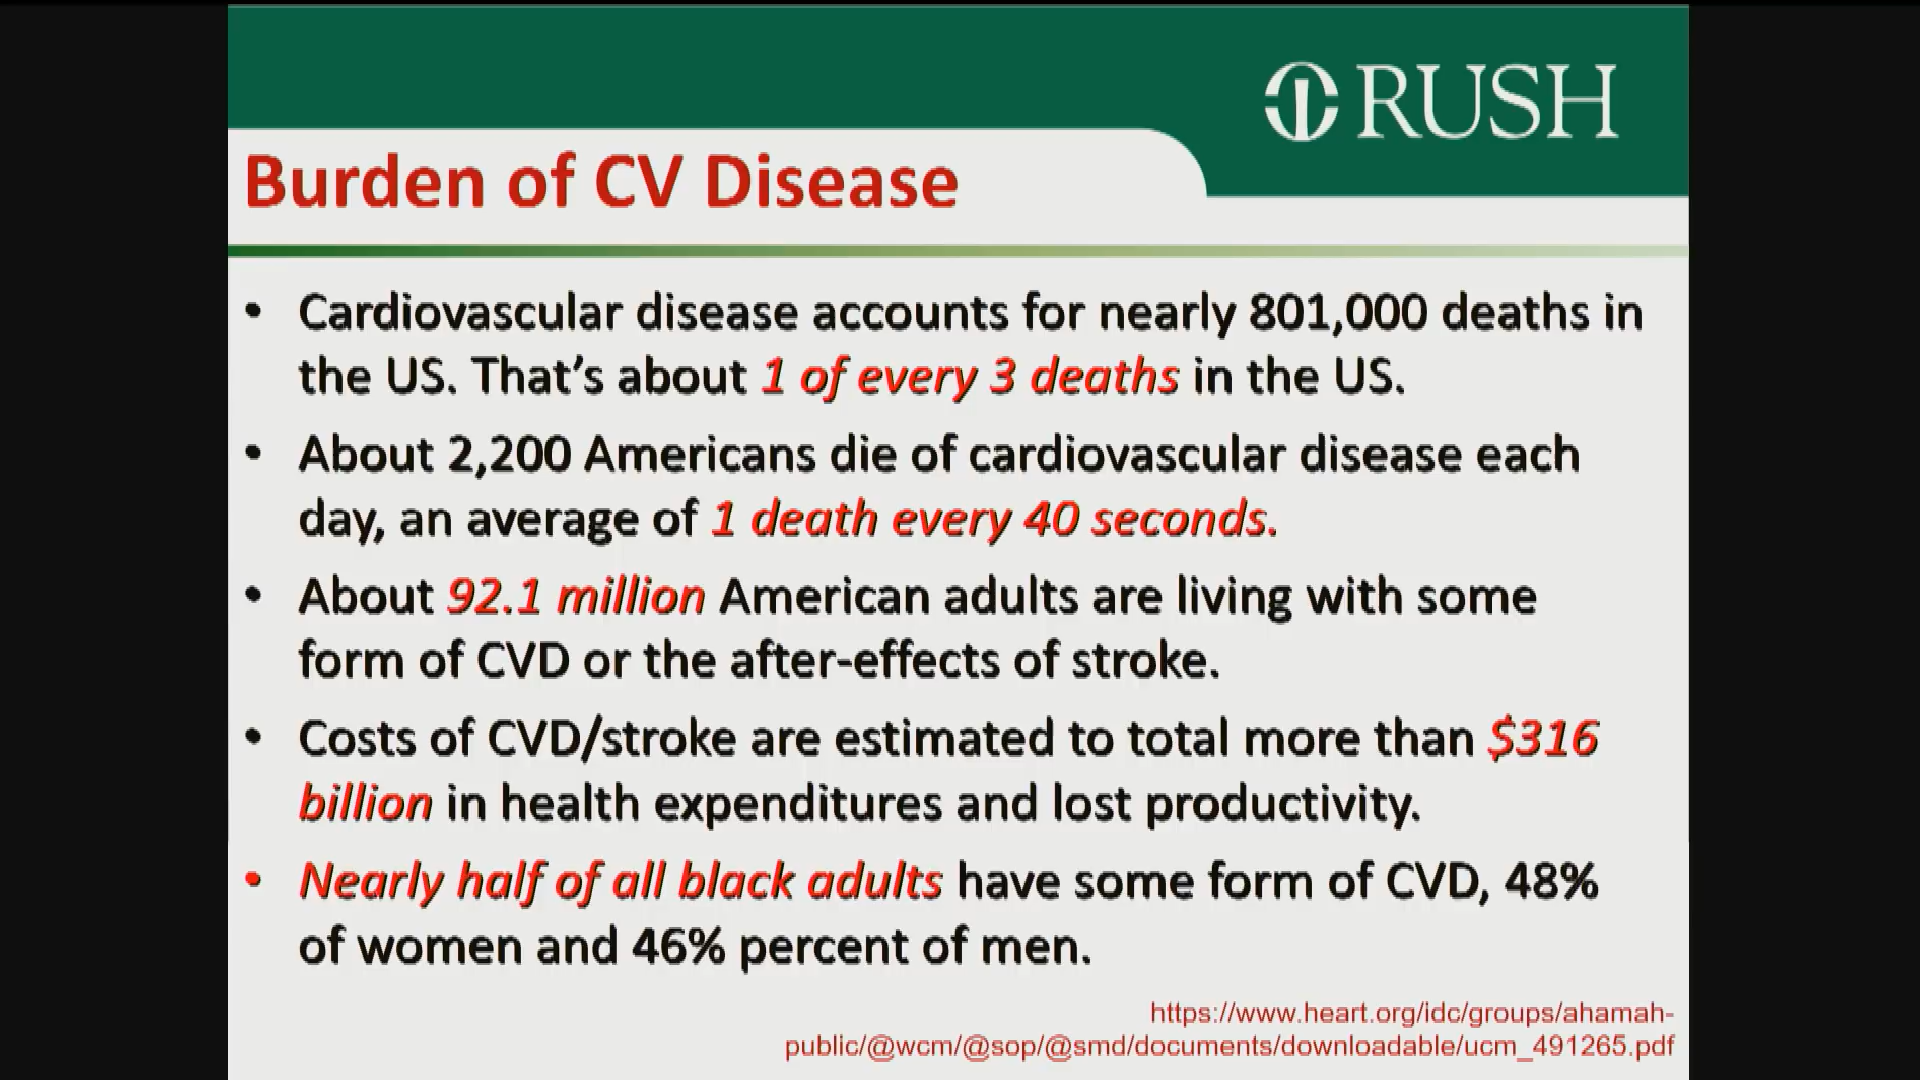 RUSH
Burden of CV Disease
• Cardiovascular disease accounts for nearly 801,000 deaths in
the US. That's about 1 of every 3 deaths in the US.
• About 2,200 Americans die of cardiovascular disease each
day, an average of 1 death every 40 seconds.
• About 92.1 million American adults are living with some
form of CVD or the after-effects of stroke.
• Costs of CVD/stroke are estimated to total more than $316
billion in health expenditures and lost productivity.
• Nearly half of all black adults have some form of CVD, 48%
of women and 46% percent of men.
https://www.heart.org/idc/groups/ahamah-
public/@wcm/@sop/@smd/documents/downloadable/ucm_491265.pdf